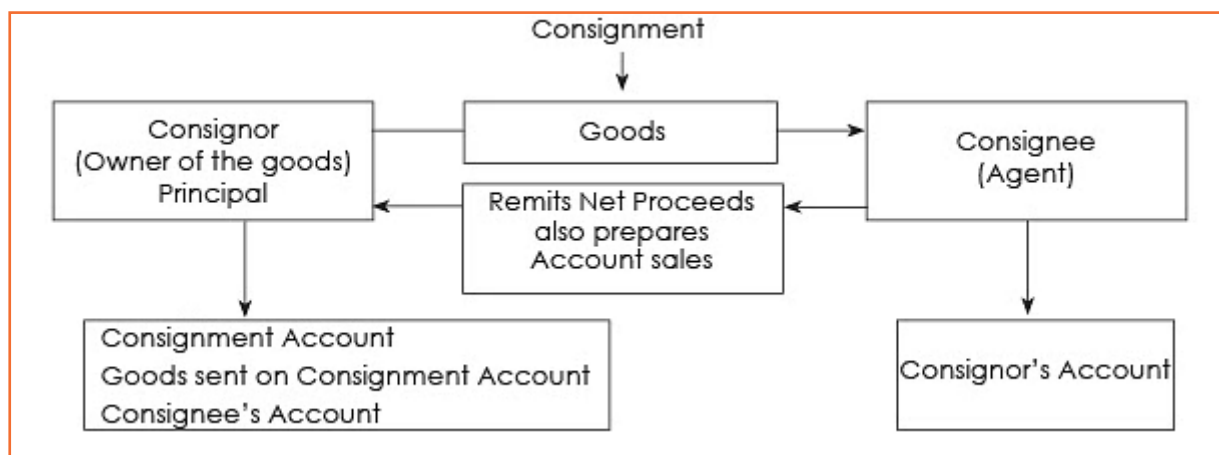 Consignment
Consignor
(Owner of the goods)
Principal
Goods
Consignee
(Agent)
Remits Net Proceeds
also prepares
Account sales
Consignment Account
Goods sent on Consignment Account
Consignee’s Account
Consignor’s Account